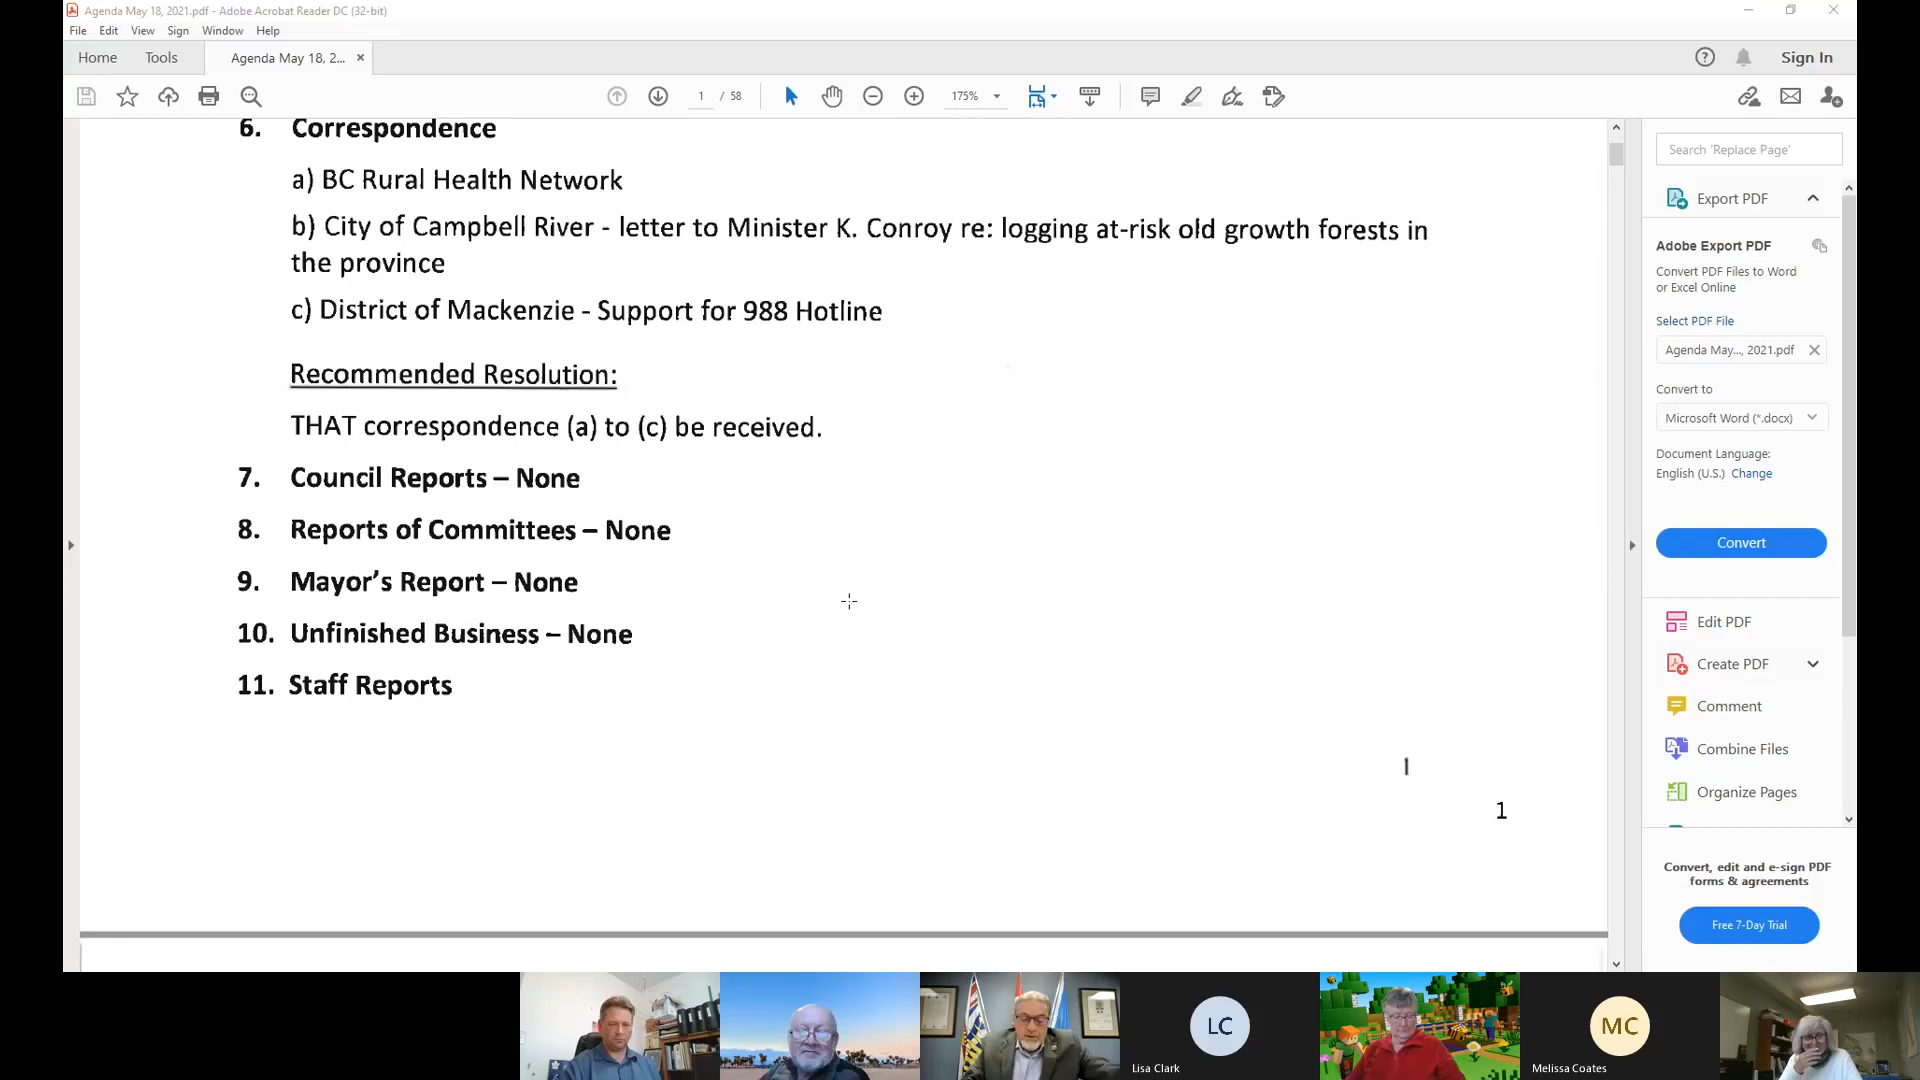 Agenda May 18, 2021.pdf - Adobe Acrobat Reader DC (32-bit)
File Edit View Sign Window Help
Home Tools Agenda May 18, 2... × Sign In
1 / 58 175%
6. Correspondence
a) BC Rural Health Network
b) City of Campbell River - letter to Minister K. Conroy re: logging at-risk old growth forests in
the province
c) District of Mackenzie - Support for 988 Hotline
Recommended Resolution:
THAT correspondence (a) to (c) be received.
7. Council Reports – None
8. Reports of Committees – None
9. Mayor's Report – None
10. Unfinished Business – None
11. Staff Reports
1
Search 'Replace Page'
Export PDF
Adobe Export PDF
Convert PDF Files to Word
or Excel Online
Select PDF File
Agenda May..., 2021.pdf
Convert to
Microsoft Word (*.docx)
Document Language:
English (U.S.) Change
Convert
Edit PDF
Create PDF
Comment
Combine Files
Organize Pages
Convert, edit and e-sign PDF
forms & agreements
Free 7-Day Trial
LC
Lisa Clark
MC
Melissa Coates